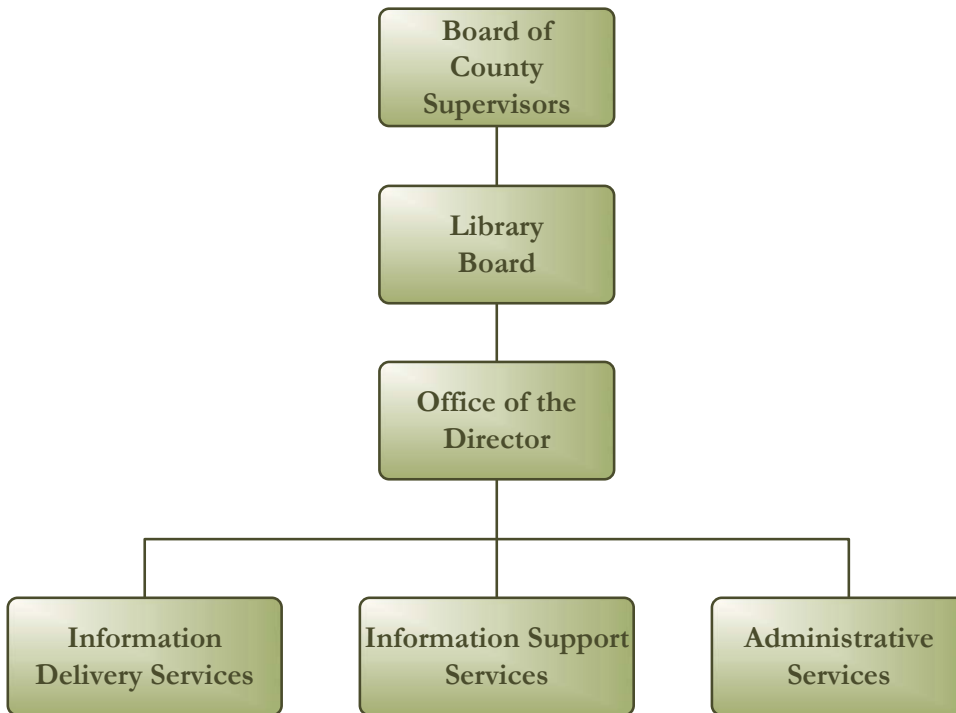 Board of
County
Supervisors
Library
Board
Office of the
Director
Information
Delivery Services
Information Support
Services
Administrative
Services